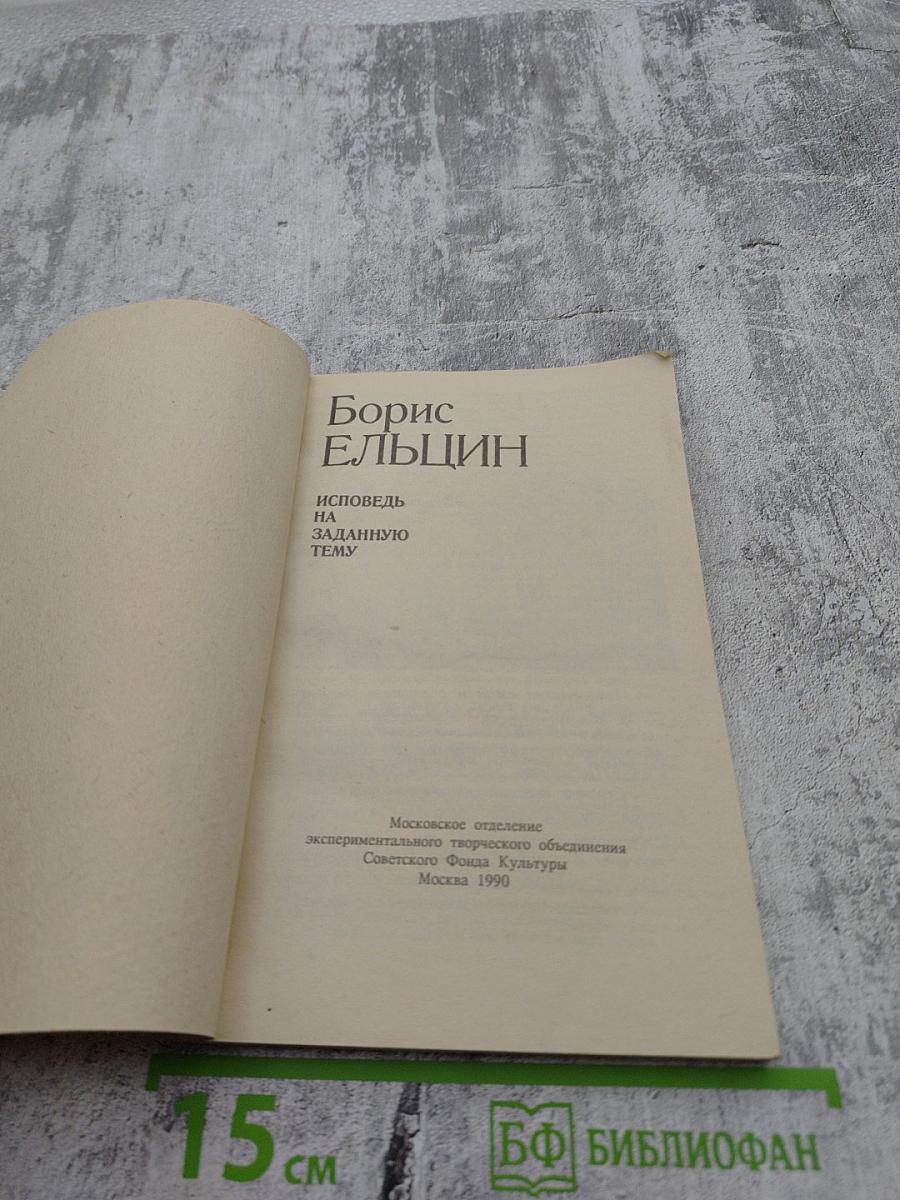 Борис
ЕЛЬЦИН
ИСПОВЕДЬ
НА
ЗАДАННУЮ
ТЕМУ
Московское отделение
экспериментального творческого объединения
Советского Фонда Культуры
Москва 1990
15 см
БФ БИБЛИОФАН